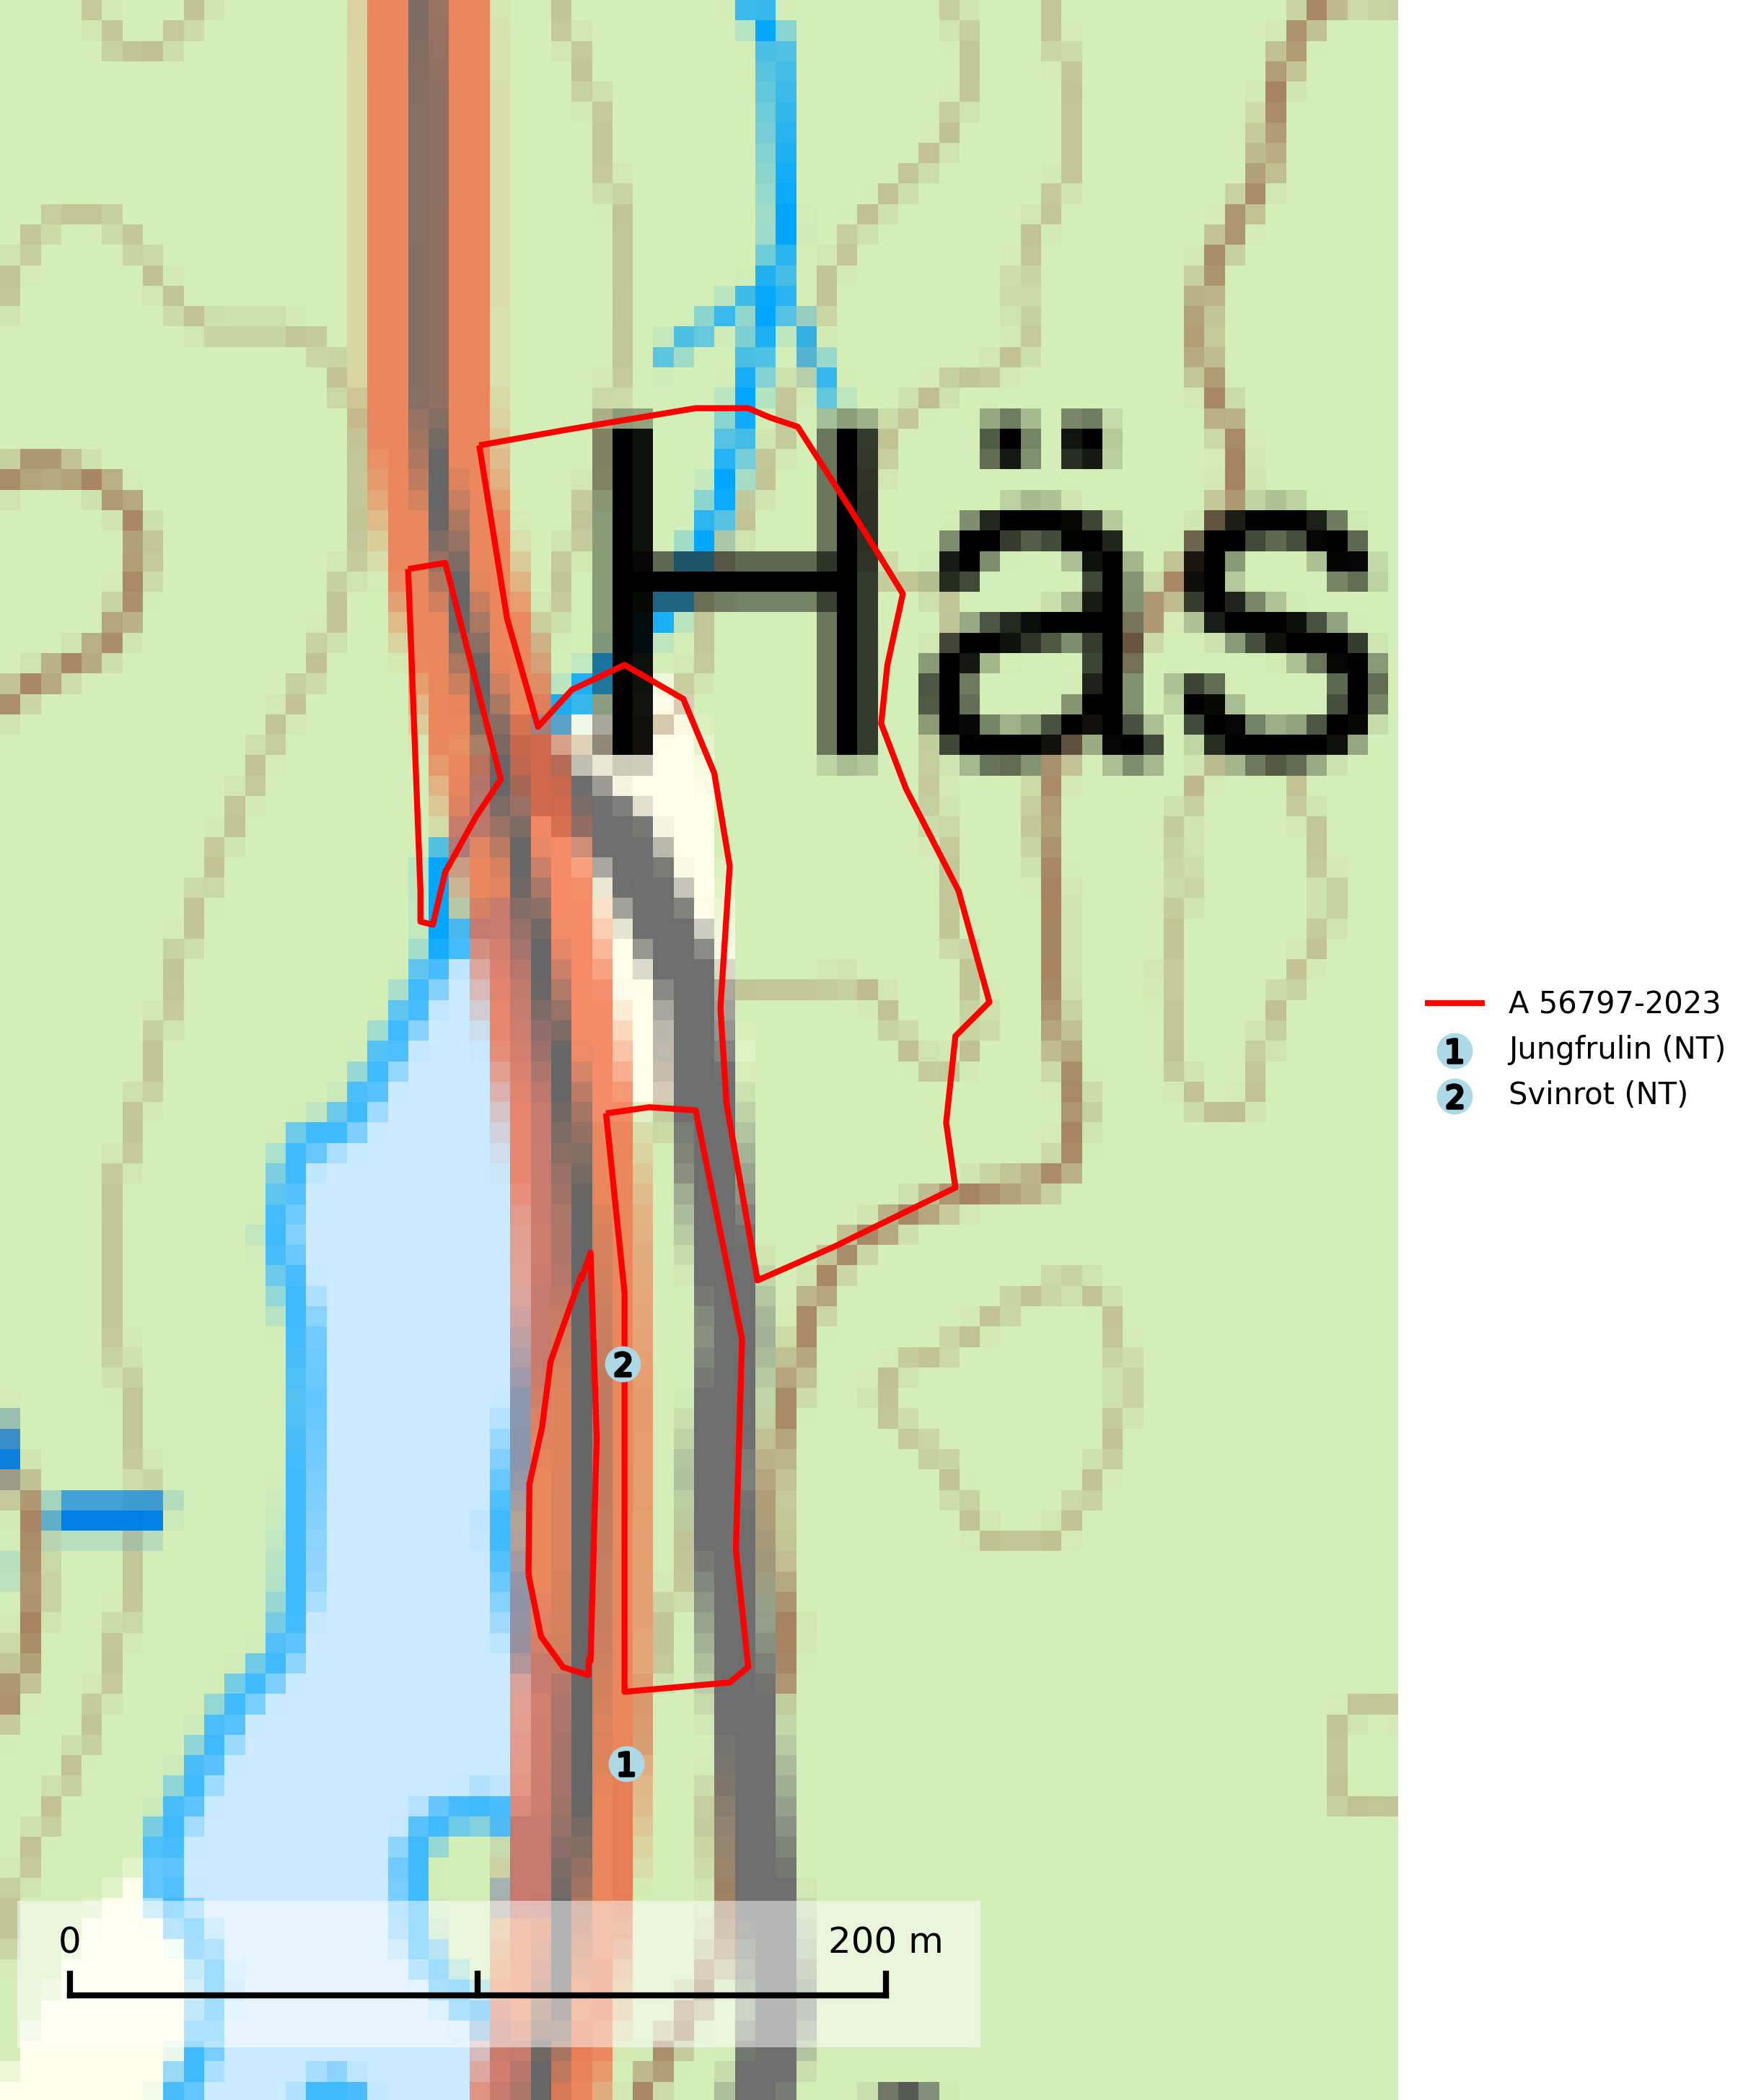 Häs
2
1
0 200 m
A 56797-2023
1 Jungfrulin (NT)
2 Svinrot (NT)